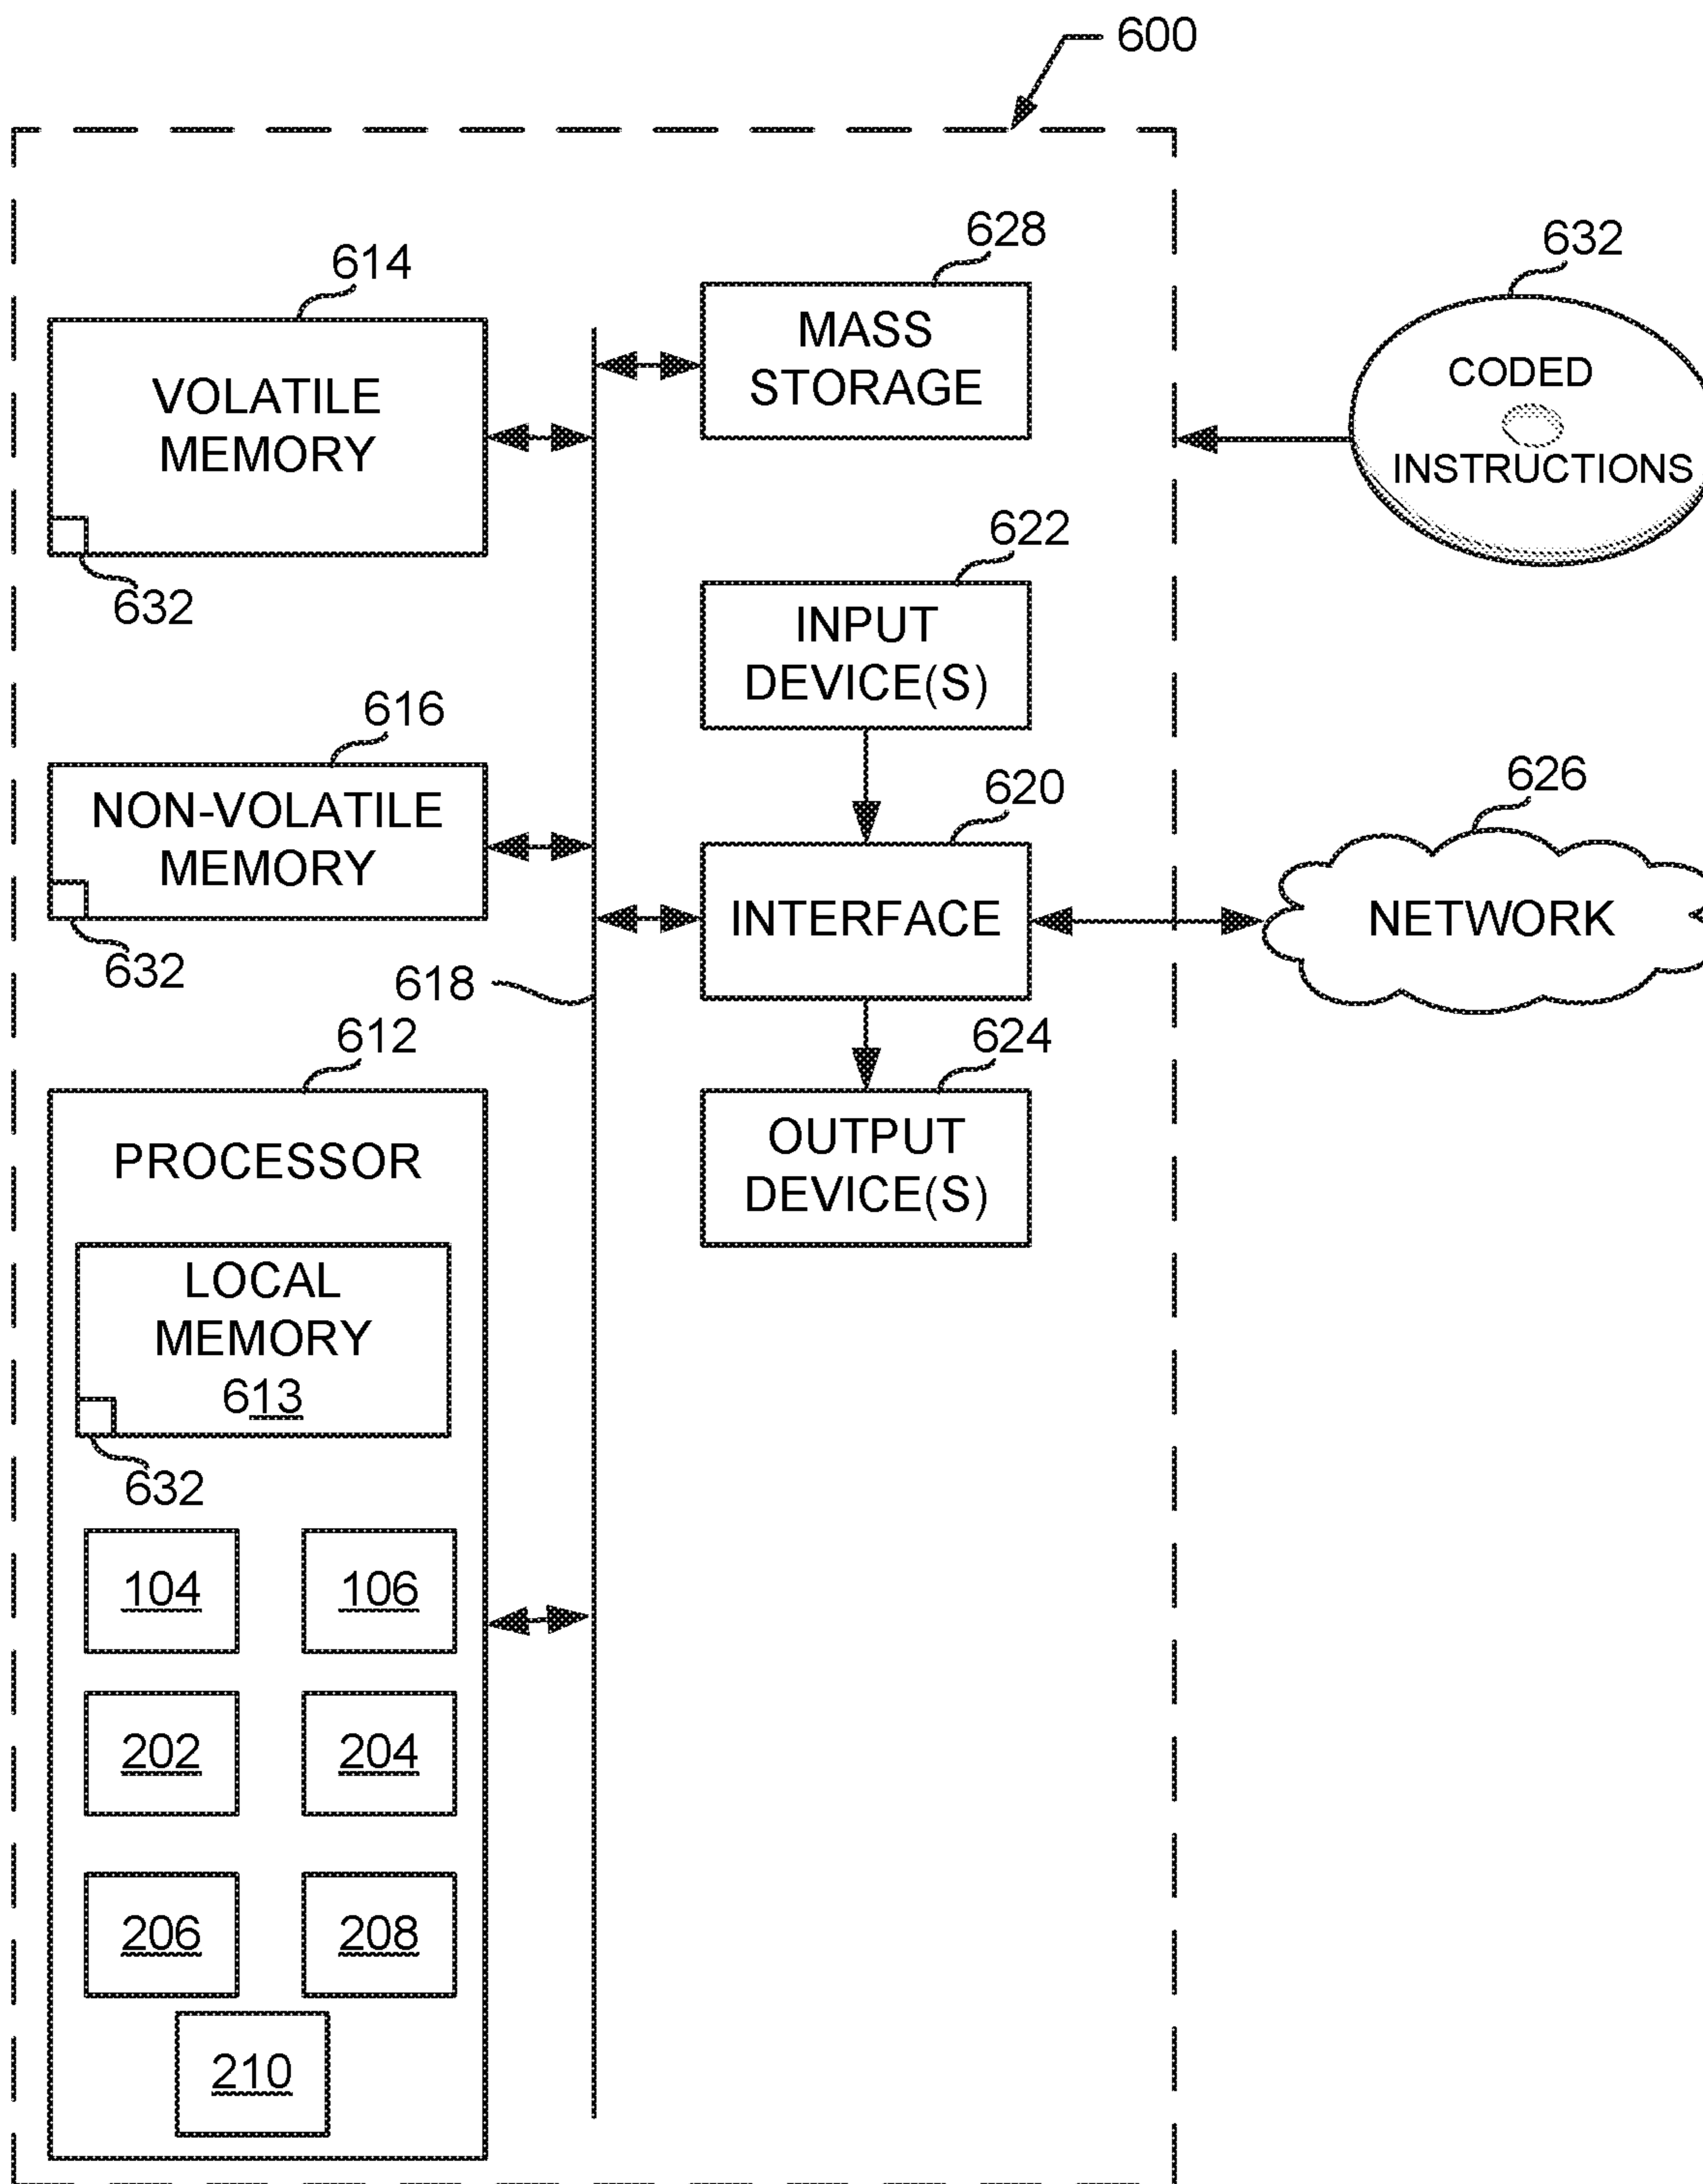 600
628
614
632
MASS
STORAGE
VOLATILE
MEMORY
CODED
INSTRUCTIONS
622
632
INPUT
DEVICE(S)
616
620
626
NON-VOLATILE
MEMORY
INTERFACE
NETWORK
632
618
612
624
PROCESSOR
OUTPUT
DEVICE(S)
LOCAL
MEMORY
613
632
104
106
202
204
206
208
210